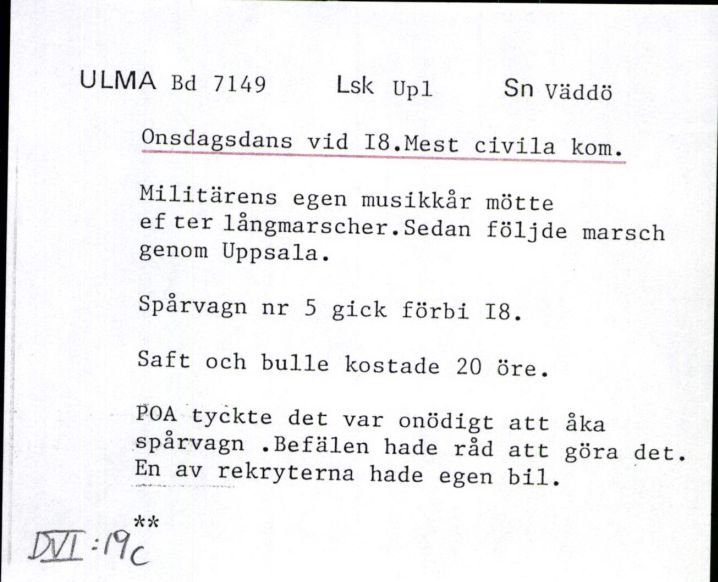 ULMA Bd 7149 Lsk Upl Sn Väddö
Onsdagsdans vid I8.Mest civila kom.
Militärens egen musikkår mötte
efter långmarscher.Sedan följde marsch
genom Uppsala.
Spårvagn nr 5 gick förbi I8.
Saft och bulle kostade 20 öre.
POA tyckte det var onödigt att åka
spårvagn .Befälen hade råd att göra det.
En av rekryterna hade egen bil.
**
DVI:19c